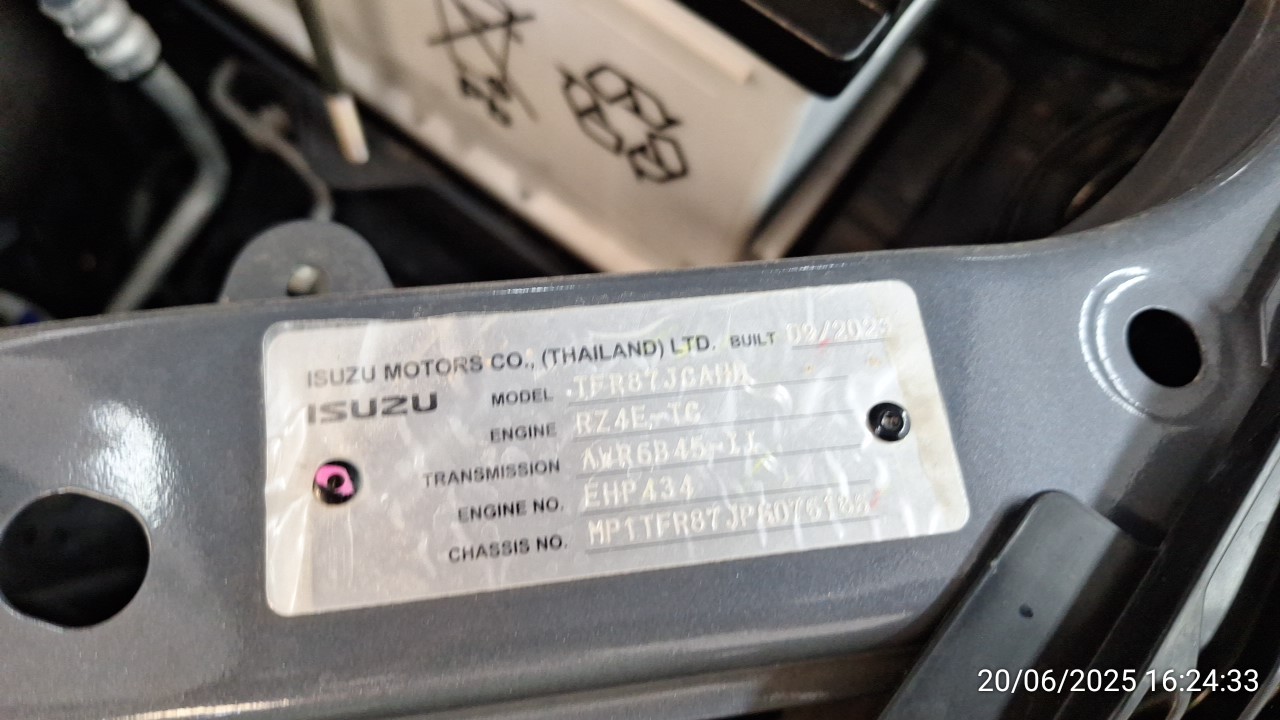 ISUZU MOTORS CO., (THAILAND) LTD. BUILT
ISUZU
MODEL
ENGINE RZ4E-TC
TRANSMISSION
ENGINE NO. EHP434
CHASSIS NO.
20/06/2025 16:24:33